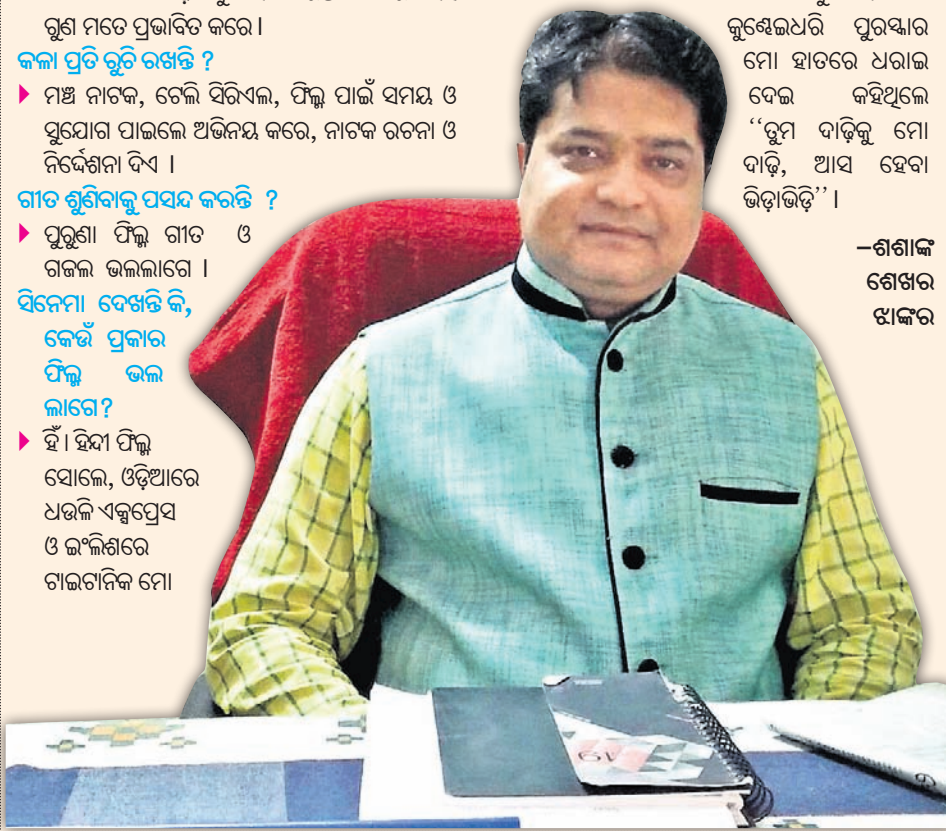 ଗୁଣ ମତେ ପ୍ରଭାବିତ କରେ ।
କଳା ପ୍ରତି ରୁଚି ରଖନ୍ତି ?
ମଞ୍ଚ ନାଟକ, ଟେଲି ସିରିଏଲ, ଫିଲ୍ମ ପାଇଁ ସମୟ ଓ
ସୁଯୋଗ ପାଇଲେ ଅଭିନୟ କରେ, ନାଟକ ରଚନା ଓ
ନିର୍ଦ୍ଦେଶନା ଦିଏ ।
ଗୀତ ଶୁଣିବାକୁ ପସନ୍ଦ କରନ୍ତି ?
ପୁରୁଣା ଫିଲ୍ମ ଗୀତ ଓ
ଗଜଲ ଭଲଲାଗେ ।
ସିନେମା ଦେଖନ୍ତି କି,
କେଉଁ ପ୍ରକାର
ଫିଲ୍ମ ଭଲ
ଲାଗେ?
ହଁ । ହିନ୍ଦୀ ଫିଲ୍ମ
ସୋଲେ, ଓଡ଼ିଆରେ
ଧଉଳି ଏକ୍ସପ୍ରେସ
ଓ ଇଂଲିଶରେ
ଟାଇଟାନିକ ମୋ
କୁଣ୍ଢେଇଧରି ପୁରସ୍କାର
ମୋ ହାତରେ ଧରାଇ
ଦେଇ କହିଥିଲେ
‘‘ତୁମ ଦାଢ଼ିକୁ ମୋ
ଦାଢ଼ି, ଆସ ହେବା
ଭିଡ଼ାଭିଡ଼ି’’ ।
–ଶଶାଙ୍କ
ଶେଖର
ଝାଙ୍କର